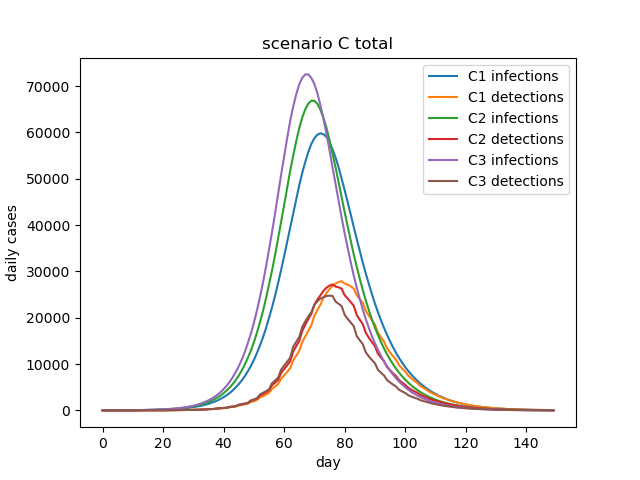 scenario C total
C1 infections
C1 detections
C2 infections
C2 detections
C3 infections
C3 detections
daily cases
70000
60000
50000
40000
30000
20000
10000
0
0 20 40 60 80 100 120 140
day